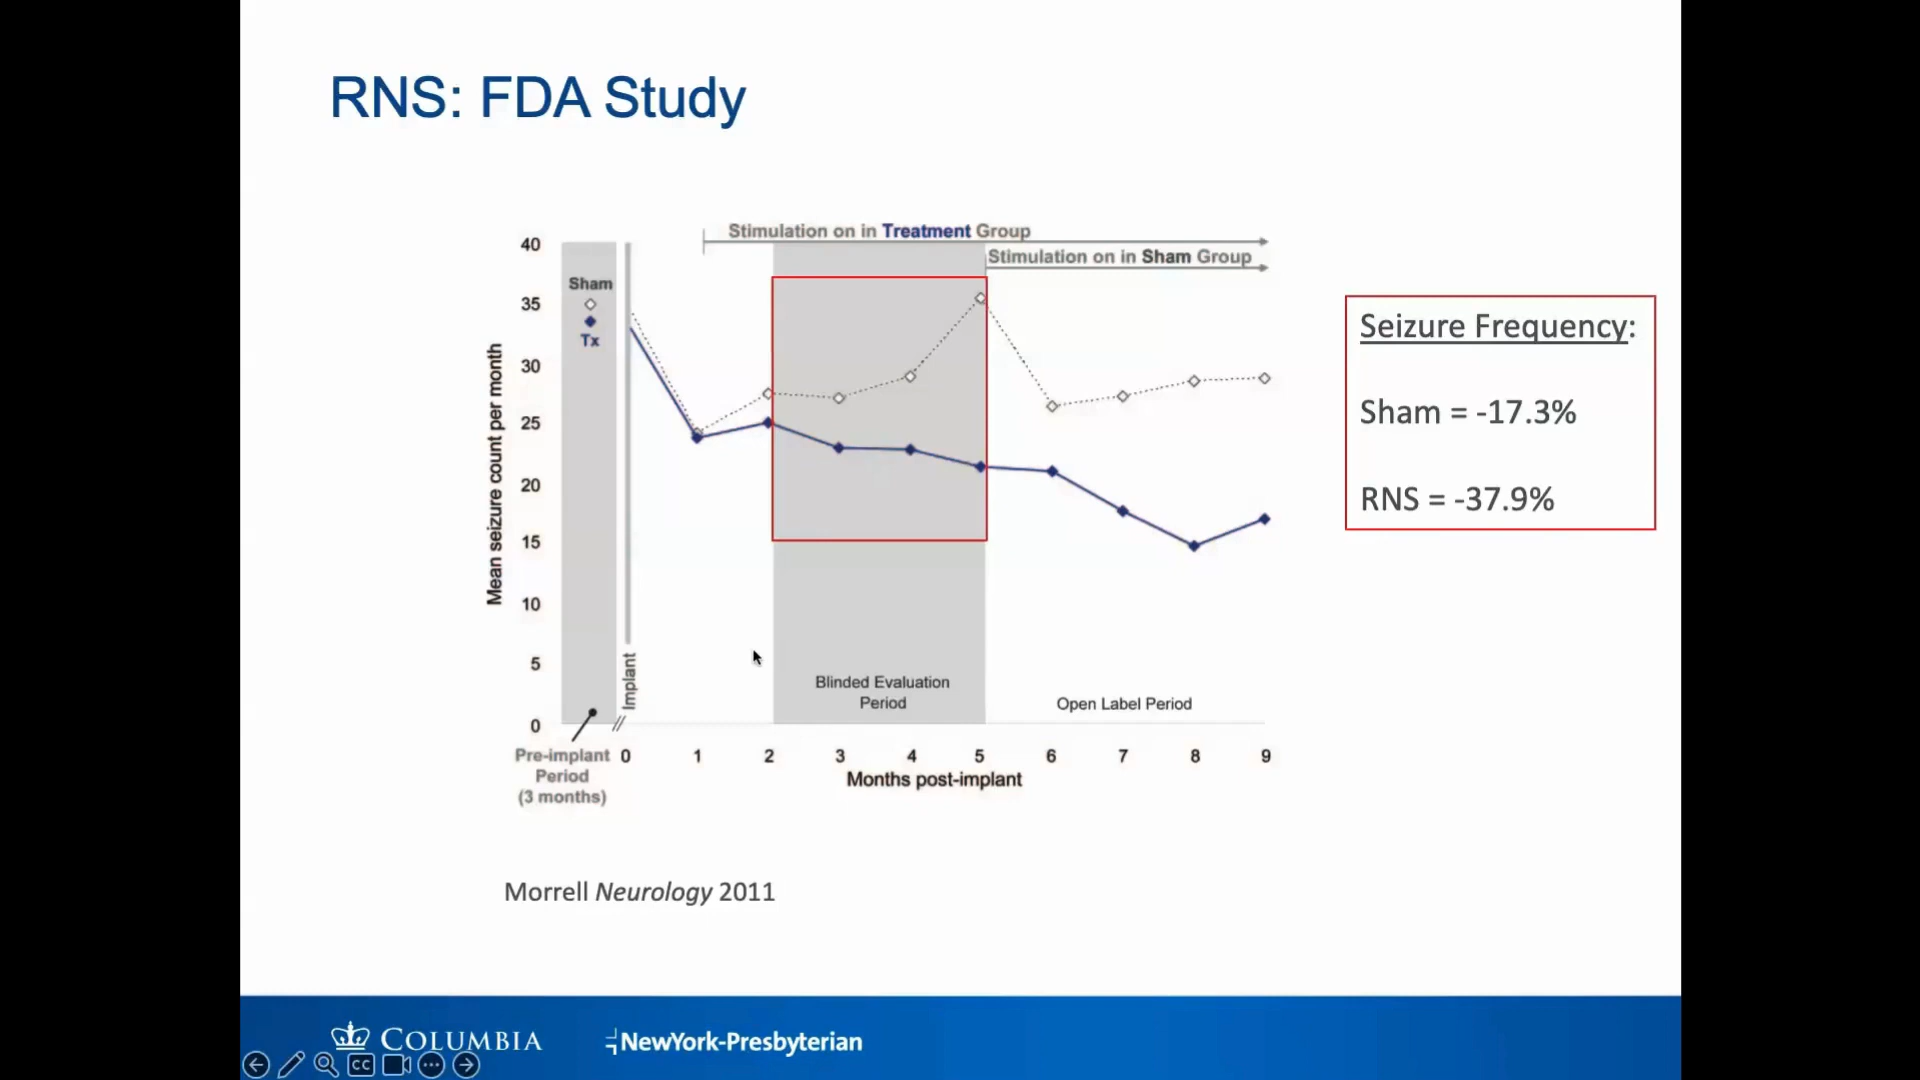 RNS: FDA Study
Stimulation on in Treatment Group
Stimulation on in Sham Group
40
35
30
25
20
15
10
5
0
Mean seizure count per month
Sham
Tx
Implant
Blinded Evaluation
Period
Open Label Period
Pre-implant
Period
(3 months)
0 1 2 3 4 5 6 7 8 9
Months post-implant
Seizure Frequency:
Sham = -17.3%
RNS = -37.9%
Morrell Neurology 2011
COLUMBIA
NewYork-Presbyterian
CC